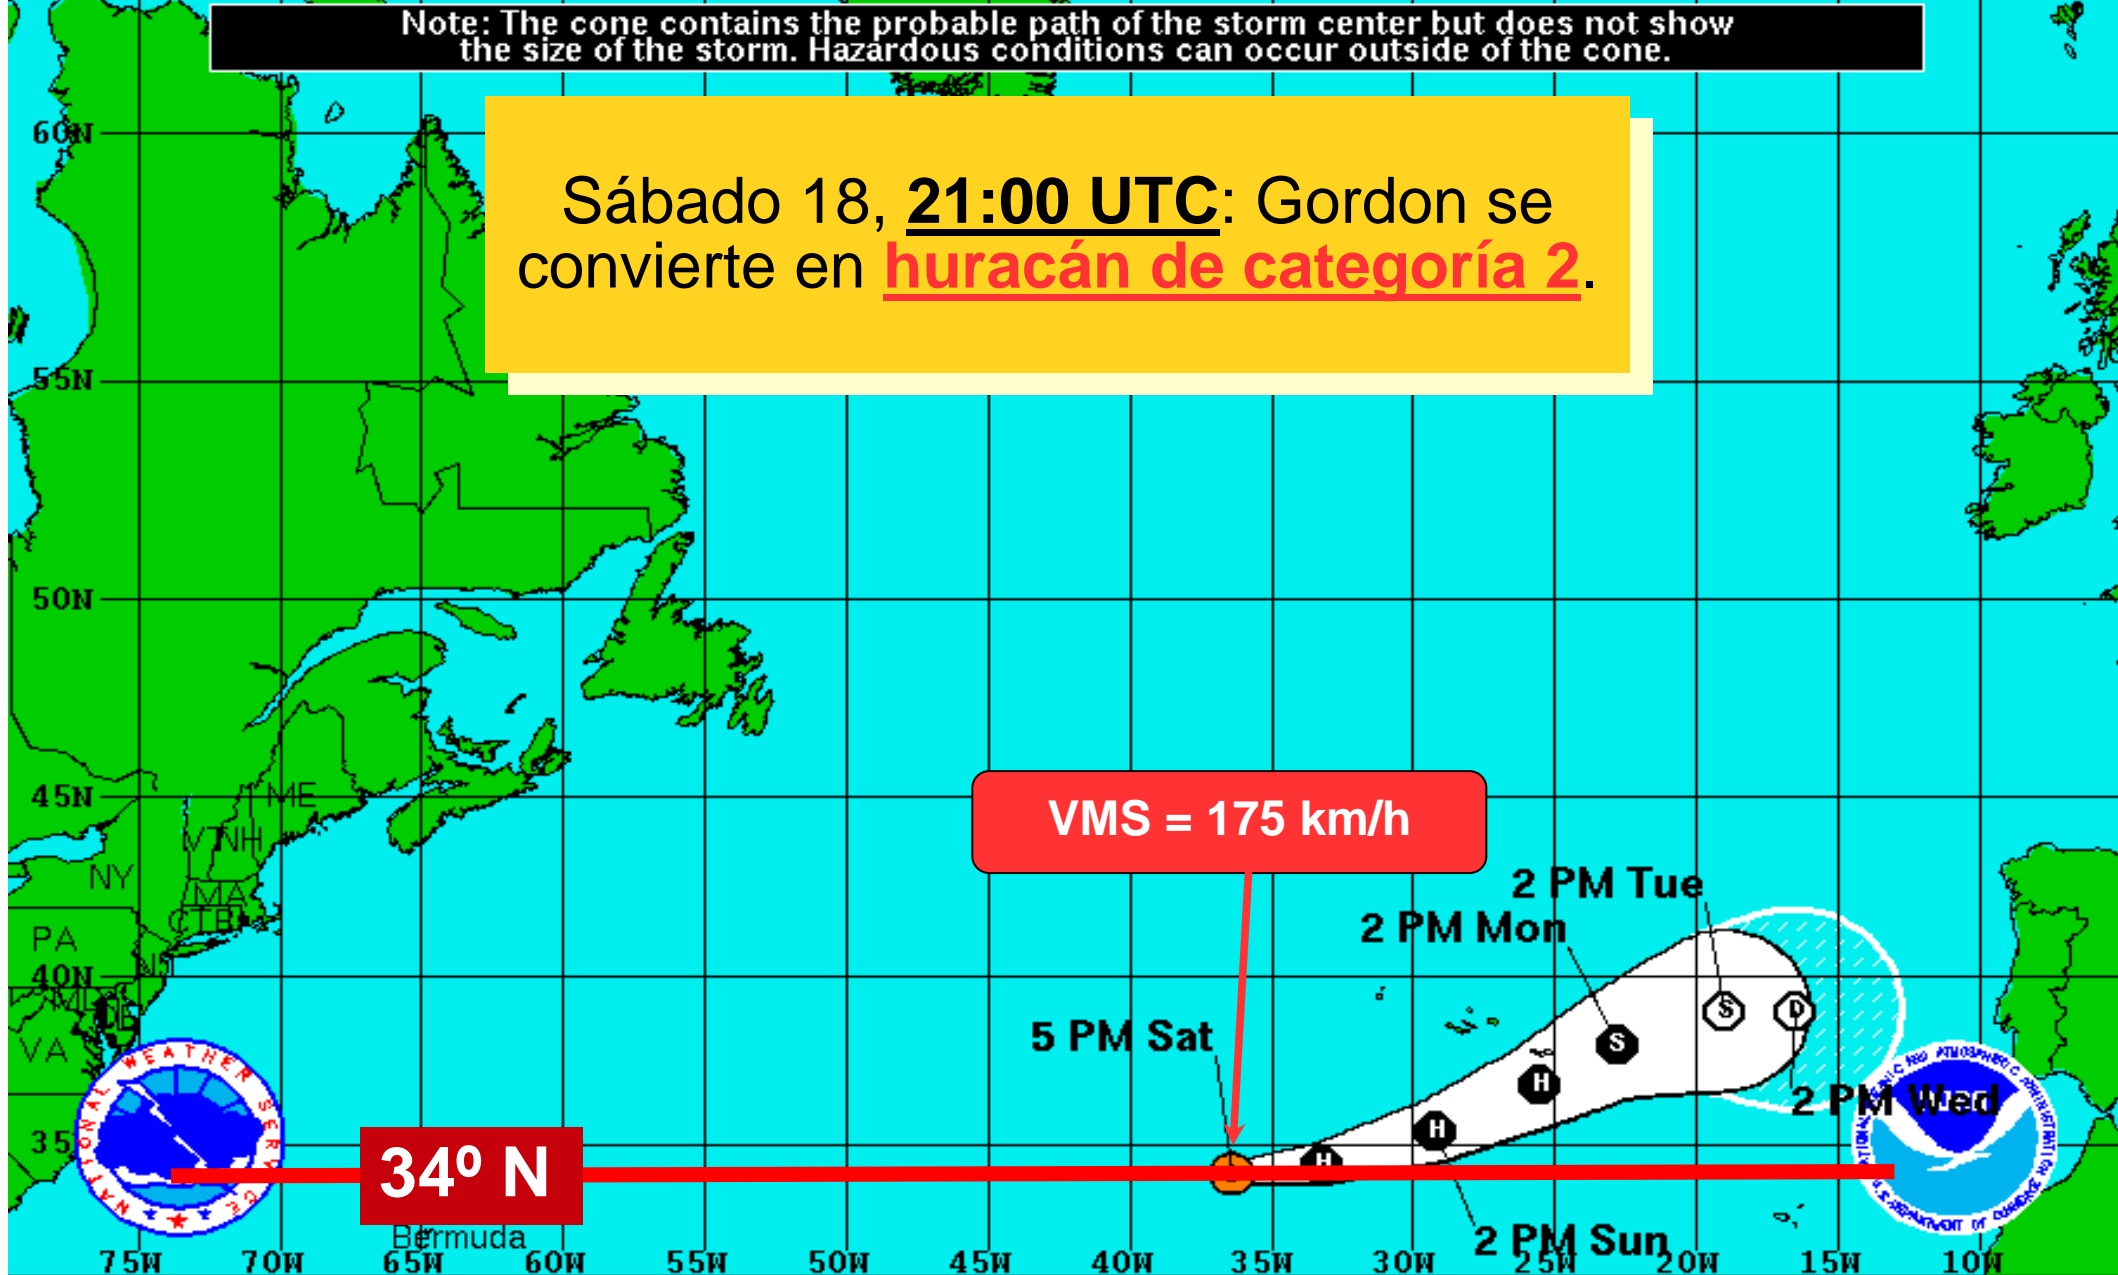 Note: The cone contains the probable path of the storm center but does not show
the size of the storm. Hazardous conditions can occur outside of the cone.
60N
Sábado 18, 21:00 UTC: Gordon se
convierte en huracán de categoría 2.
55N
50N
45N
ME
VT NH
NY
MA
PA
40N
VA
VMS = 175 km/h
2 PM Tue
2 PM Mon
5 PM Sat
S
D
S
H
H
H
2 PM Wed
NATIONAL WEATHER SERVICE
35
34º N
Bermuda
2 PM Sun
75W 70W 65W 60W 55W 50W 45W 40W 35W 30W 25W 20W 15W 10W